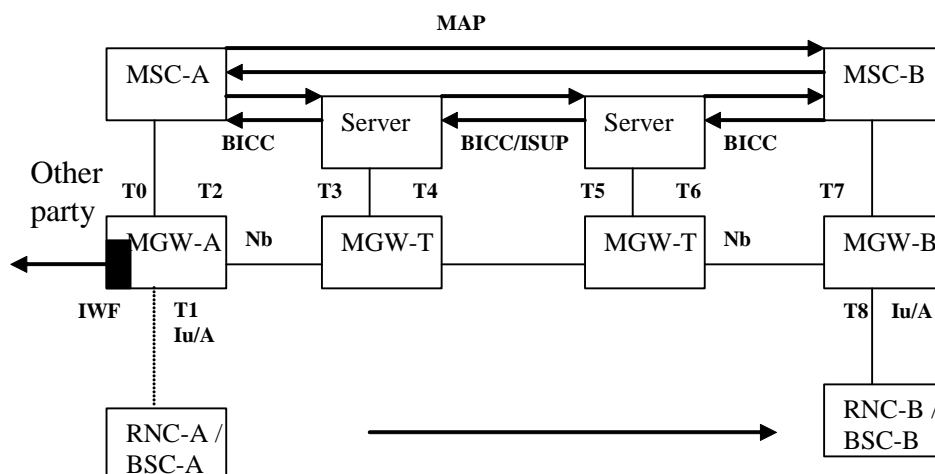 MAP
MSC-A
MSC-B
Server
Server
BICC
BICC/ISUP
BICC
Other
party
T0
T2
T3
T4
T5
T6
T7
MGW-A
Nb
MGW-T
MGW-T
Nb
MGW-B
IWF
T1
Iu/A
T8
Iu/A
RNC-A /
BSC-A
RNC-B /
BSC-B